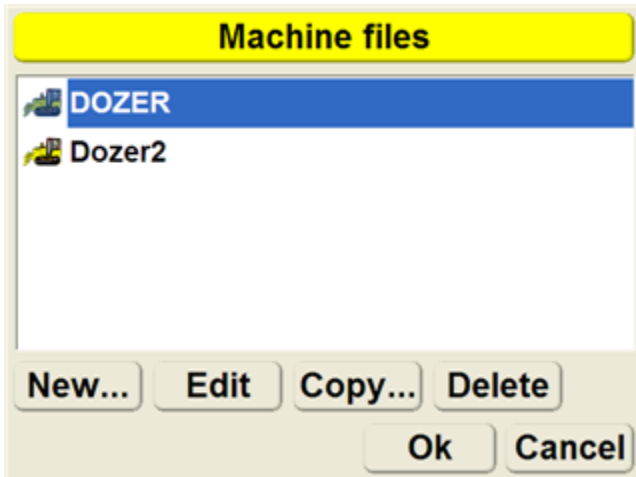 Machine files
DOZER
Dozer2
New... Edit Copy... Delete
Ok Cancel